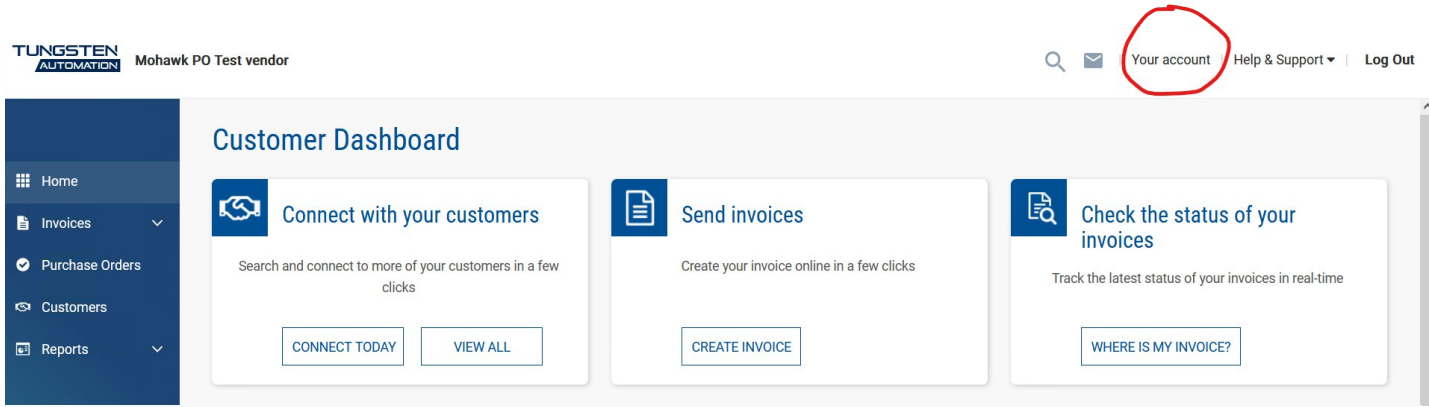 TUNGSTEN
AUTOMATION
Mohawk PO Test vendor
Your account
Help & Support
Log Out
Home
Invoices
Purchase Orders
Customers
Reports
Customer Dashboard
Connect with your customers
Search and connect to more of your customers in a few
clicks
CONNECT TODAY
VIEW ALL
Send invoices
Create your invoice online in a few clicks
CREATE INVOICE
Check the status of your
invoices
Track the latest status of your invoices in real-time
WHERE IS MY INVOICE?